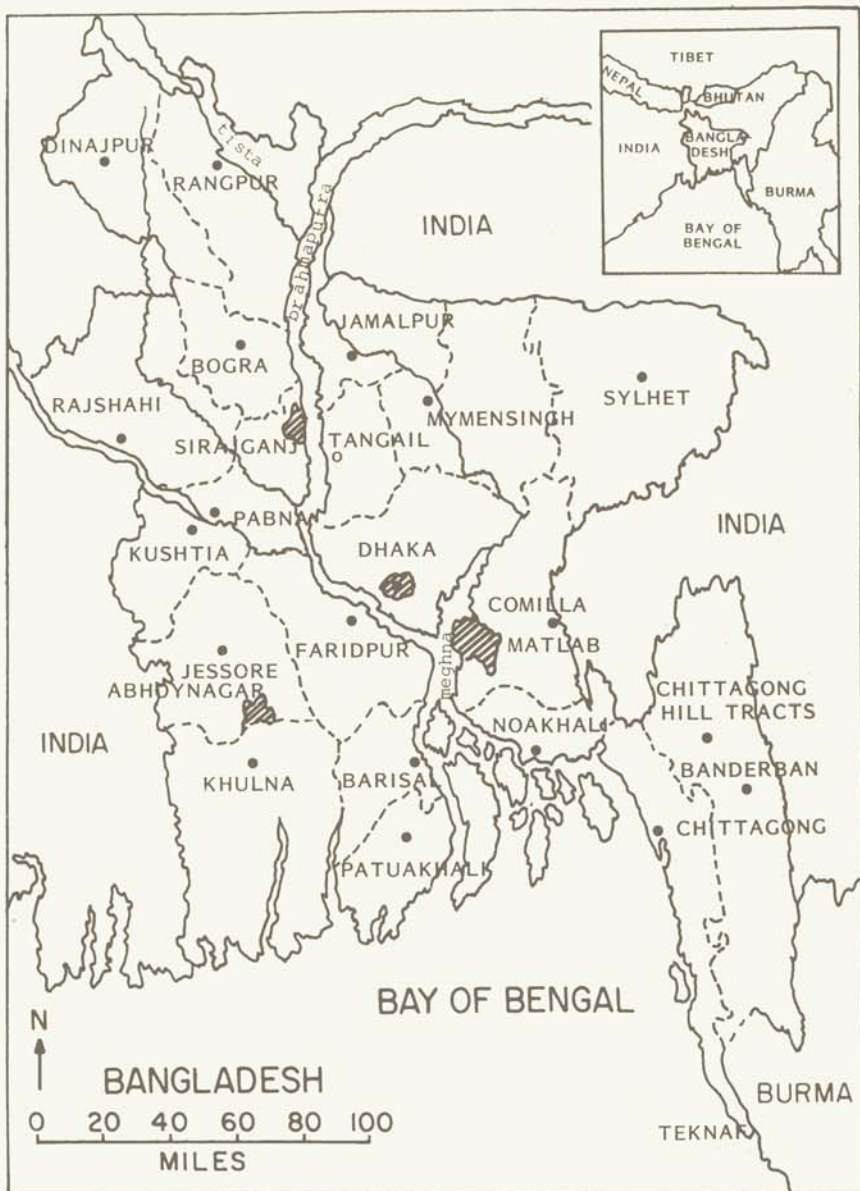 TIBET
NEPAL
BHUTAN
BANGLA
DESH
INDIA
BURMA
BAY OF
BENGAL
DINAJPUR
tista
RANGPUR
brahmaputra
INDIA
JAMALPUR
BOGRA
RAJSHAHI
MYMENSINGH
SYLHET
SIRAJGANJ
TANGAIL
PABNA
INDIA
KUSHTIA
DHAKA
COMILLA
FARIDPUR
meghna
MATLAB
JESSORE
ABHOYNAGAR
CHITTAGONG
HILL TRACTS
NOAKHALI
INDIA
KHULNA
BARISAL
BANDERBAN
CHITTAGONG
PATUAKHALI
BAY OF BENGAL
N
BANGLADESH
BURMA
0 20 40 60 80 100
MILES
TEKNAF